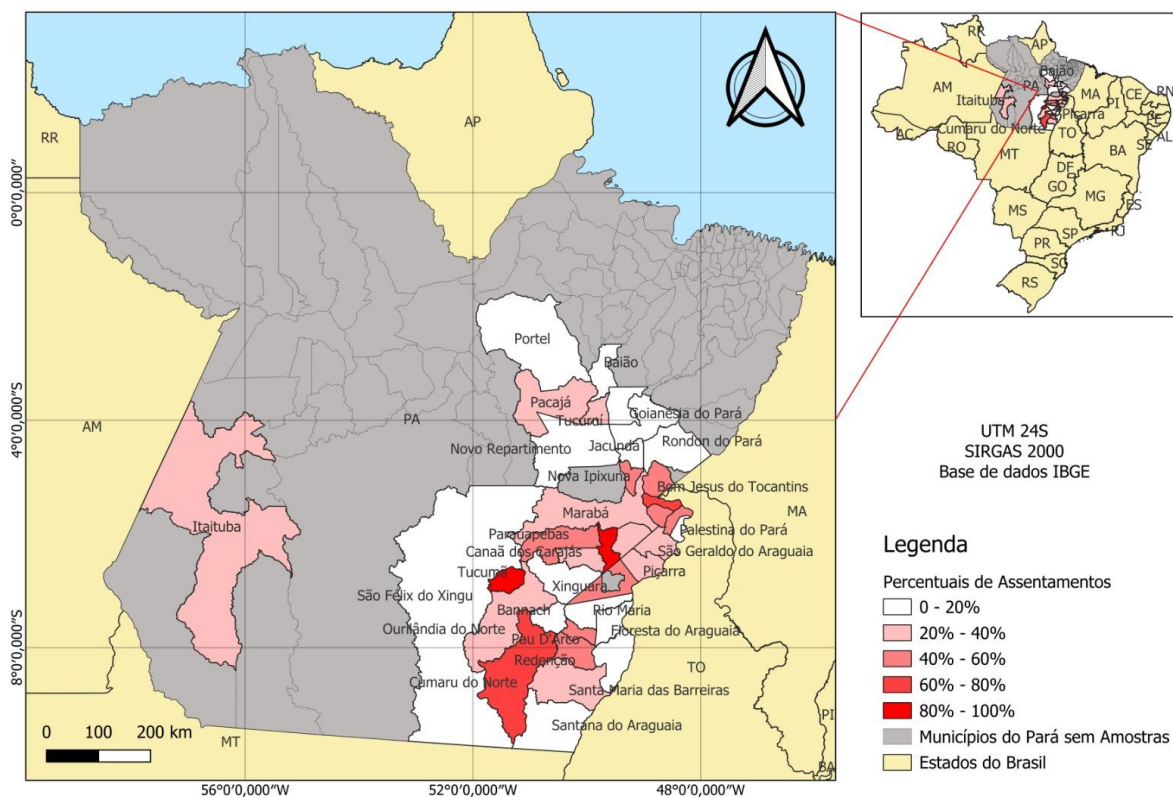 RR
AP
AM
PA
MA
TO
MT
PI
BA
0°0'0,000"
4°0'0,000"S
8°0'0,000"S
56°0'0,000"W
52°0'0,000"W
48°0'0,000"W
Portel
Baião
Pacajá
Tucuruí
Goianésia do Pará
Novo Repartimento
Jacunda
Rondon do Pará
Nova Ipixuna
Bom Jesus do Tocantins
Itaituba
Marabá
Palestina do Pará
Parauapebas
Canaã dos Carajás
São Geraldo do Araguaia
Tucumã
Piçarra
São Félix do Xingu
Xinguara
Bannach
Rio Maria
Ourilândia do Norte
Floresta do Araguaia
Pau D'Arco
Redenção
Cumaru do Norte
Santa Maria das Barreiras
Santana do Araguaia
0 100 200 km
RR
AP
Baião
AM
PA
MA
CE
RN
Itaituba
PI
Piçarra
AL
AC
Cumaru do Norte
TO
SE
RO
MT
BA
DF
GO
MG
ES
MS
SP
RJ
PR
SC
RS
UTM 24S
SIRGAS 2000
Base de dados IBGE
Legenda
Percentuais de Assentamentos
0 - 20%
20% - 40%
40% - 60%
60% - 80%
80% - 100%
Municípios do Pará sem Amostras
Estados do Brasil